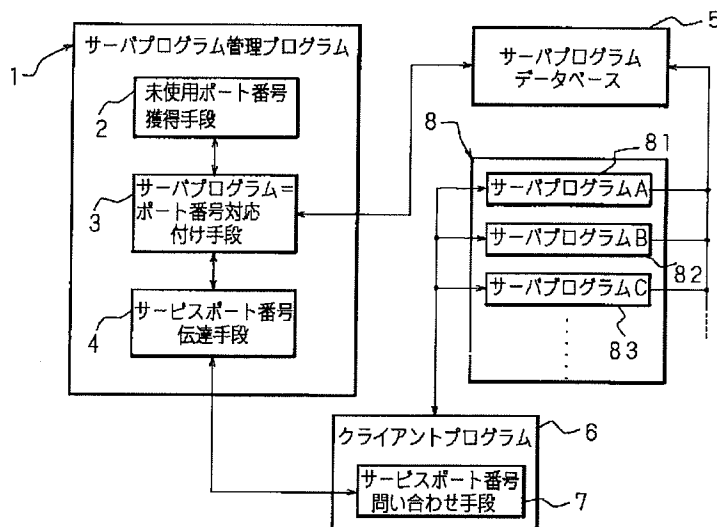 1
サーバプログラム管理プログラム
2
未使用ポート番号
獲得手段
3
サーバプログラム＝
ポート番号対応
付け手段
4
サービスポート番号
伝達手段
5
サーバプログラム
データベース
8
81
サーバプログラムA
サーバプログラムB
82
サーバプログラムC
83
クライアントプログラム
6
サービスポート番号
問い合わせ手段
7